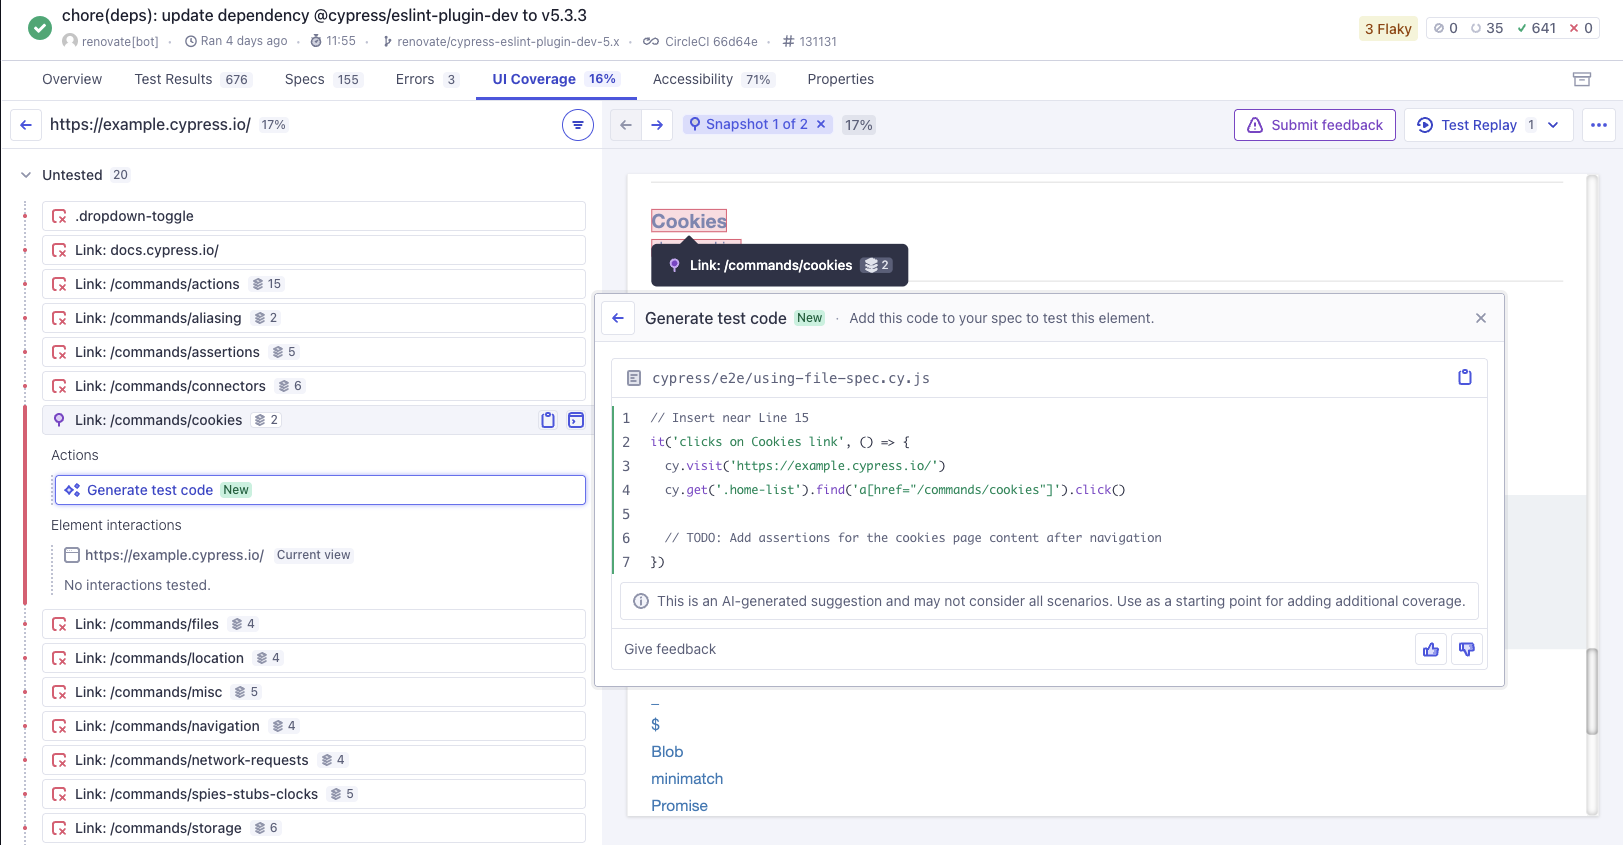 chore(deps): update dependency @cypress/eslint-plugin-dev to v5.3.3
renovate[bot] · Ran 4 days ago · 11:55 · renovate/cypress-eslint-plugin-dev-5.x · CircleCI 66d64e · # 131131
3 Flaky 0 35 641 0
Overview Test Results 676 Specs 155 Errors 3 UI Coverage 16% Accessibility 71% Properties
https://example.cypress.io/ 17%
Snapshot 1 of 2 × 17%
Submit feedback Test Replay 1
Untested 20
.dropdown-toggle
Link: docs.cypress.io/
Link: /commands/actions 15
Link: /commands/aliasing 2
Link: /commands/assertions 5
Link: /commands/connectors 6
Link: /commands/cookies 2
Actions
Generate test code New
Element interactions
https://example.cypress.io/ Current view
No interactions tested.
Link: /commands/files 4
Link: /commands/location 4
Link: /commands/misc 5
Link: /commands/navigation 4
Link: /commands/network-requests 4
Link: /commands/spies-stubs-clocks 5
Link: /commands/storage 6
Cookies
Link: /commands/cookies 2
Generate test code New · Add this code to your spec to test this element.
cypress/e2e/using-file-spec.cy.js
1 // Insert near Line 15
2 it('clicks on Cookies link', () => {
3 cy.visit('https://example.cypress.io/')
4 cy.get('.home-list').find('a[href="/commands/cookies"]').click()
5
6 // TODO: Add assertions for the cookies page content after navigation
7 })
This is an AI-generated suggestion and may not consider all scenarios. Use as a starting point for adding additional coverage.
Give feedback
_
$
Blob
minimatch
Promise